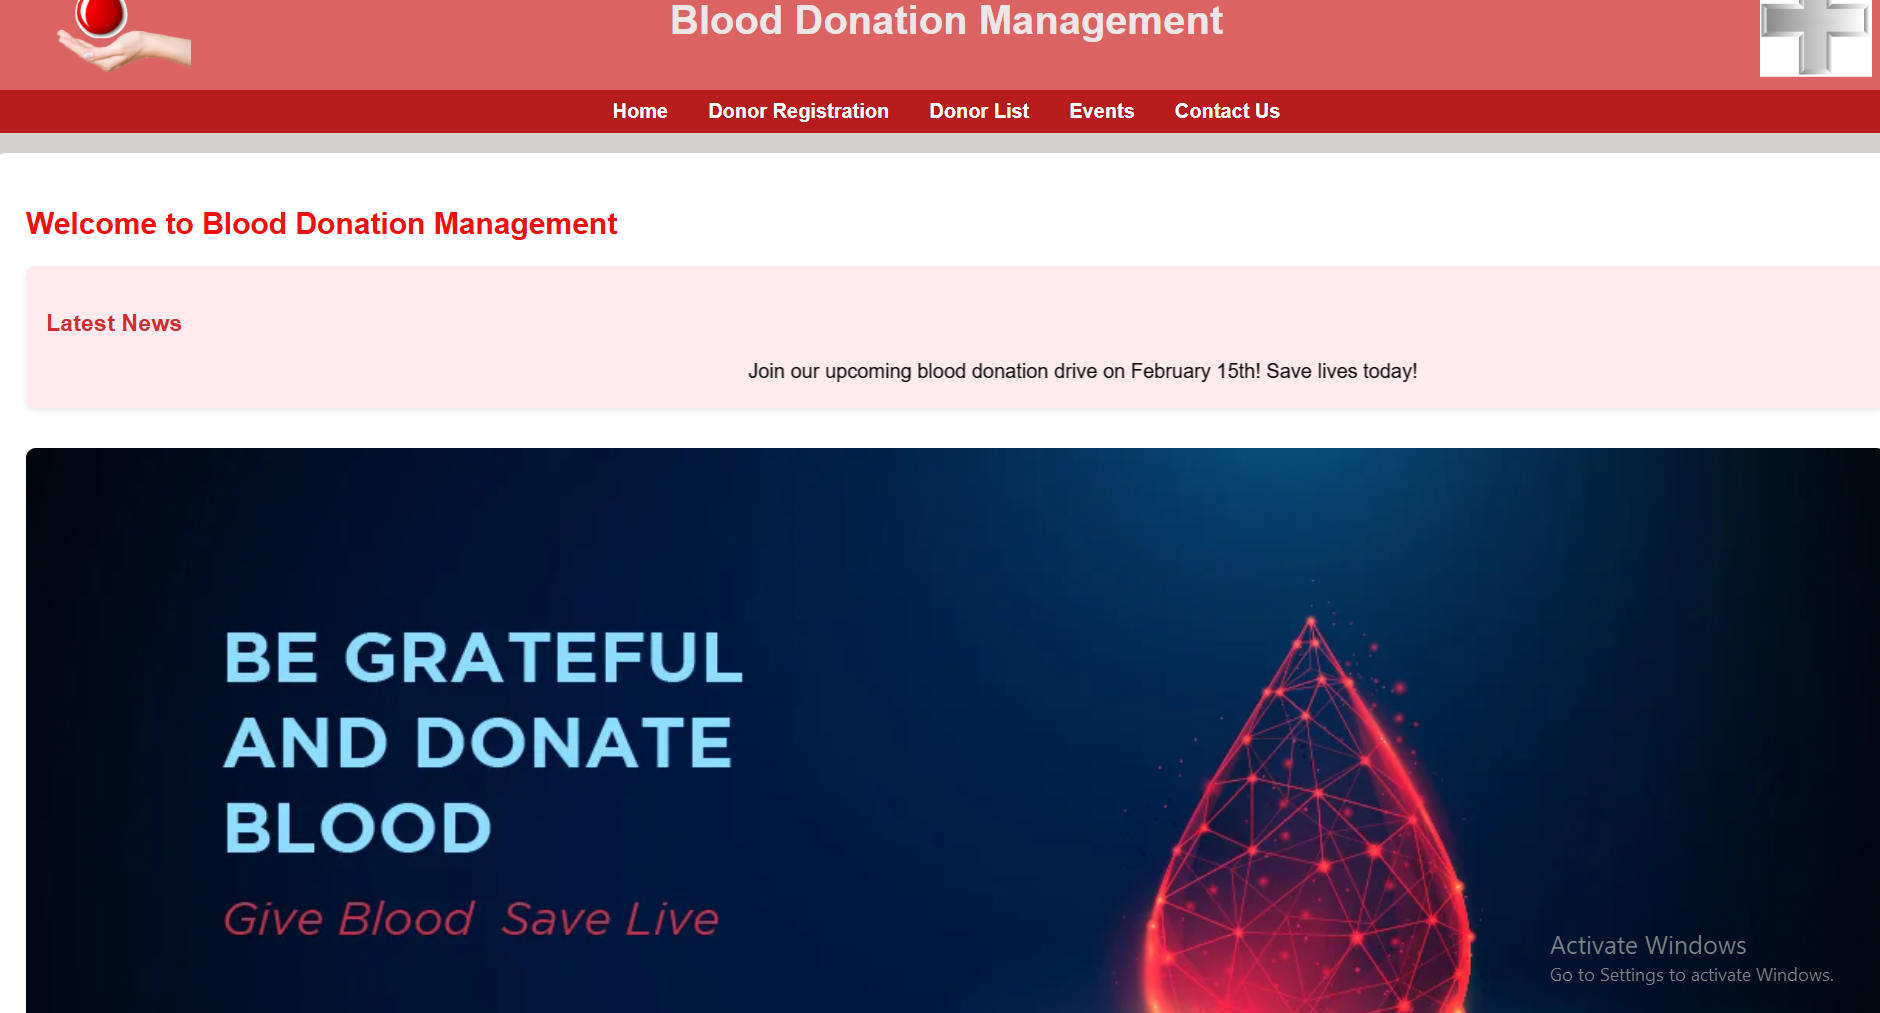 Blood Donation Management
Home Donor Registration Donor List Events Contact Us
Welcome to Blood Donation Management
Latest News
Join our upcoming blood donation drive on February 15th! Save lives today!
BE GRATEFUL
AND DONATE
BLOOD
Give Blood Save Live
Activate Windows
Go to Settings to activate Windows.